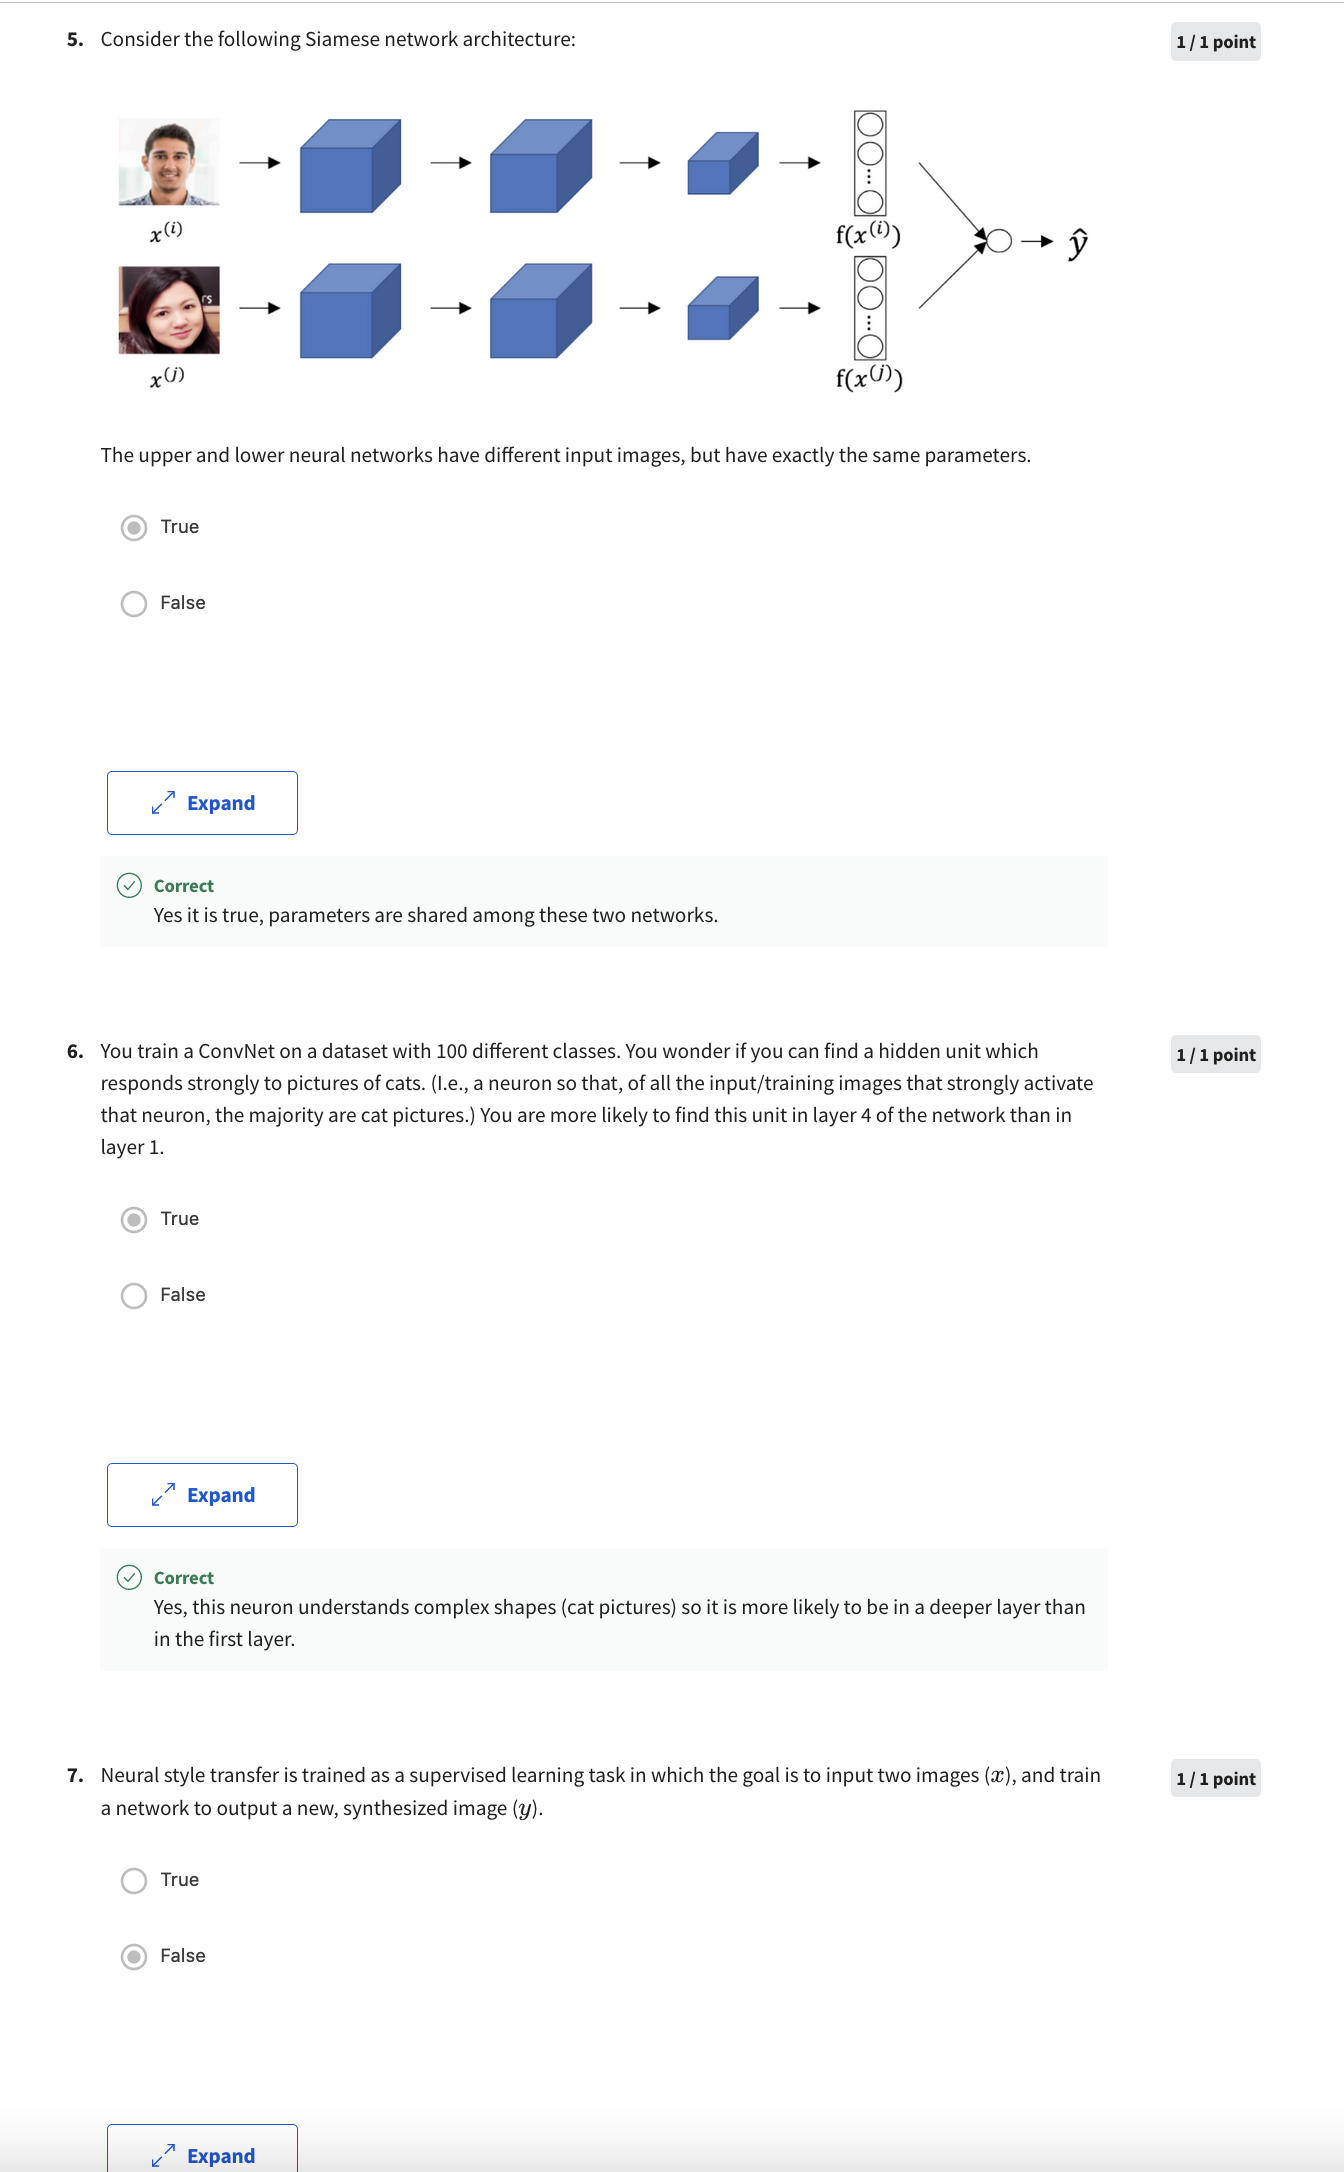 5. Consider the following Siamese network architecture:
1 / 1 point
x^(i)
f(x^(i))
ŷ
rs
x^(j)
f(x^(j))
The upper and lower neural networks have different input images, but have exactly the same parameters.
True
False
Expand
Correct
Yes it is true, parameters are shared among these two networks.
6. You train a ConvNet on a dataset with 100 different classes. You wonder if you can find a hidden unit which
1 / 1 point
responds strongly to pictures of cats. (I.e., a neuron so that, of all the input/training images that strongly activate
that neuron, the majority are cat pictures.) You are more likely to find this unit in layer 4 of the network than in
layer 1.
True
False
Expand
Correct
Yes, this neuron understands complex shapes (cat pictures) so it is more likely to be in a deeper layer than
in the first layer.
7. Neural style transfer is trained as a supervised learning task in which the goal is to input two images (x), and train
1 / 1 point
a network to output a new, synthesized image (y).
True
False
Expand